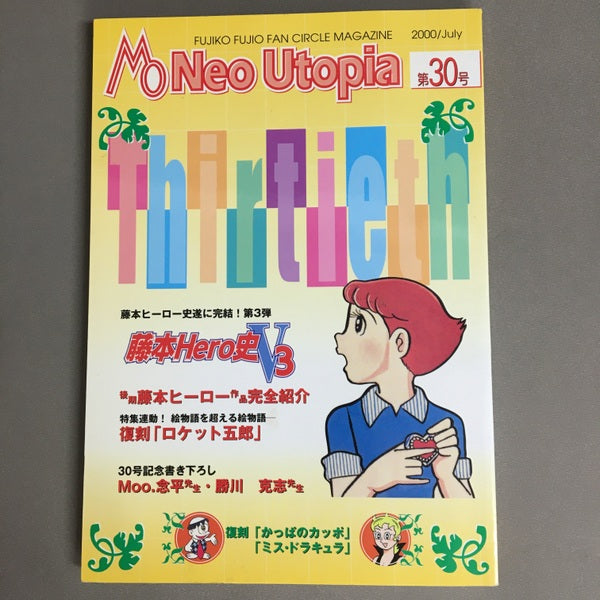 FUJIKO FUJIO FAN CIRCLE MAGAZINE 2000/July
Neo Utopia
第30号
Thirtieth
藤本ヒーロー史遂に完結！第3弾
藤本Hero史V3
後期藤本ヒーロー作品完全紹介
特集連動！ 絵物語を超える絵物語─
復刻「ロケット五郎」
30号記念書き下ろし
Moo.念平先生・勝川 克志先生
復刻「かっぱのカッポ」
「ミス・ドラキュラ」